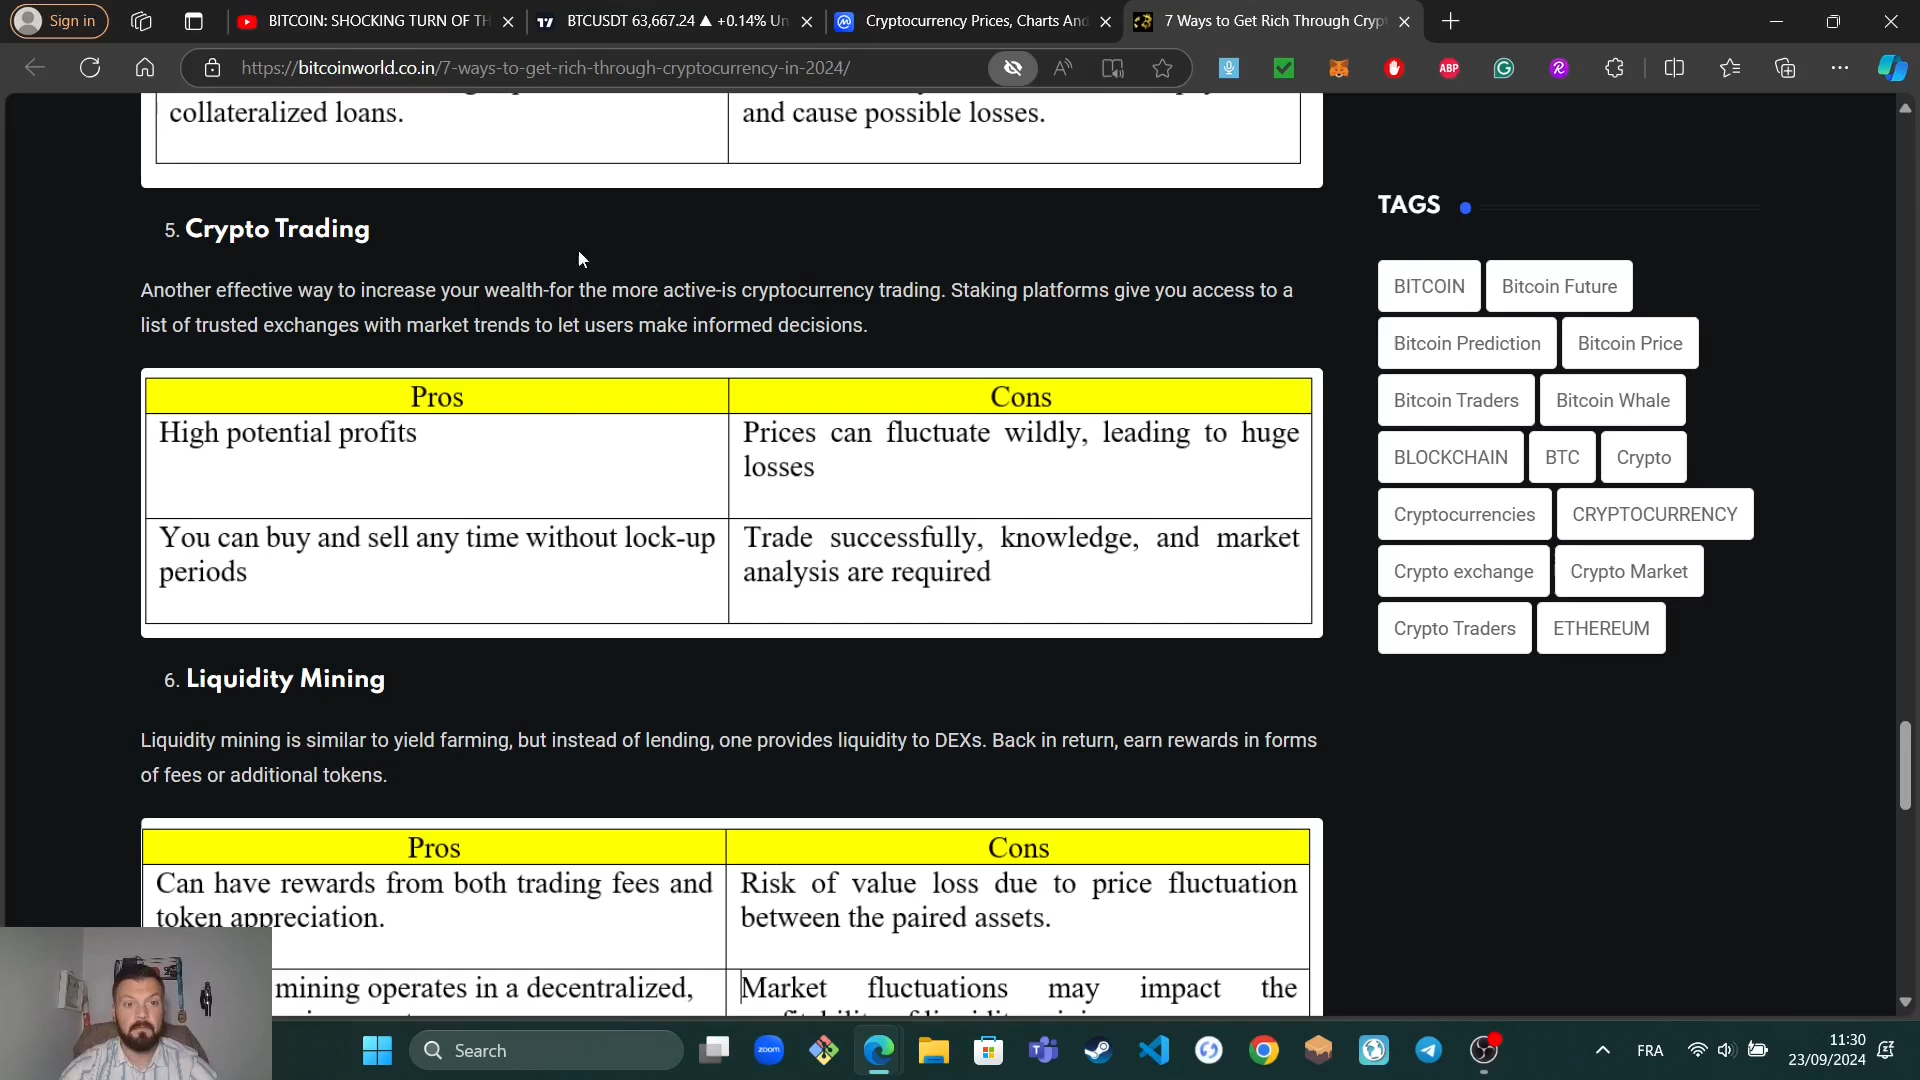 Sign in
BITCOIN: SHOCKING TURN OF TH
BTCUSDT 63,667.24 ▲ +0.14% Un
Cryptocurrency Prices, Charts And
7 Ways to Get Rich Through Cryp
https://bitcoinworld.co.in/7-ways-to-get-rich-through-cryptocurrency-in-2024/
ABP
collateralized loans.
and cause possible losses.
5. Crypto Trading
Another effective way to increase your wealth-for the more active-is cryptocurrency trading. Staking platforms give you access to a
list of trusted exchanges with market trends to let users make informed decisions.
Pros
Cons
High potential profits
Prices can fluctuate wildly, leading to huge
losses
You can buy and sell any time without lock-up
periods
Trade successfully, knowledge, and market
analysis are required
6. Liquidity Mining
Liquidity mining is similar to yield farming, but instead of lending, one provides liquidity to DEXs. Back in return, earn rewards in forms
of fees or additional tokens.
Pros
Cons
Can have rewards from both trading fees and
token appreciation.
Risk of value loss due to price fluctuation
between the paired assets.
mining operates in a decentralized,
Market fluctuations may impact the
TAGS
BITCOIN
Bitcoin Future
Bitcoin Prediction
Bitcoin Price
Bitcoin Traders
Bitcoin Whale
BLOCKCHAIN
BTC
Crypto
Cryptocurrencies
CRYPTOCURRENCY
Crypto exchange
Crypto Market
Crypto Traders
ETHEREUM
Search
zoom
FRA
11:30
23/09/2024